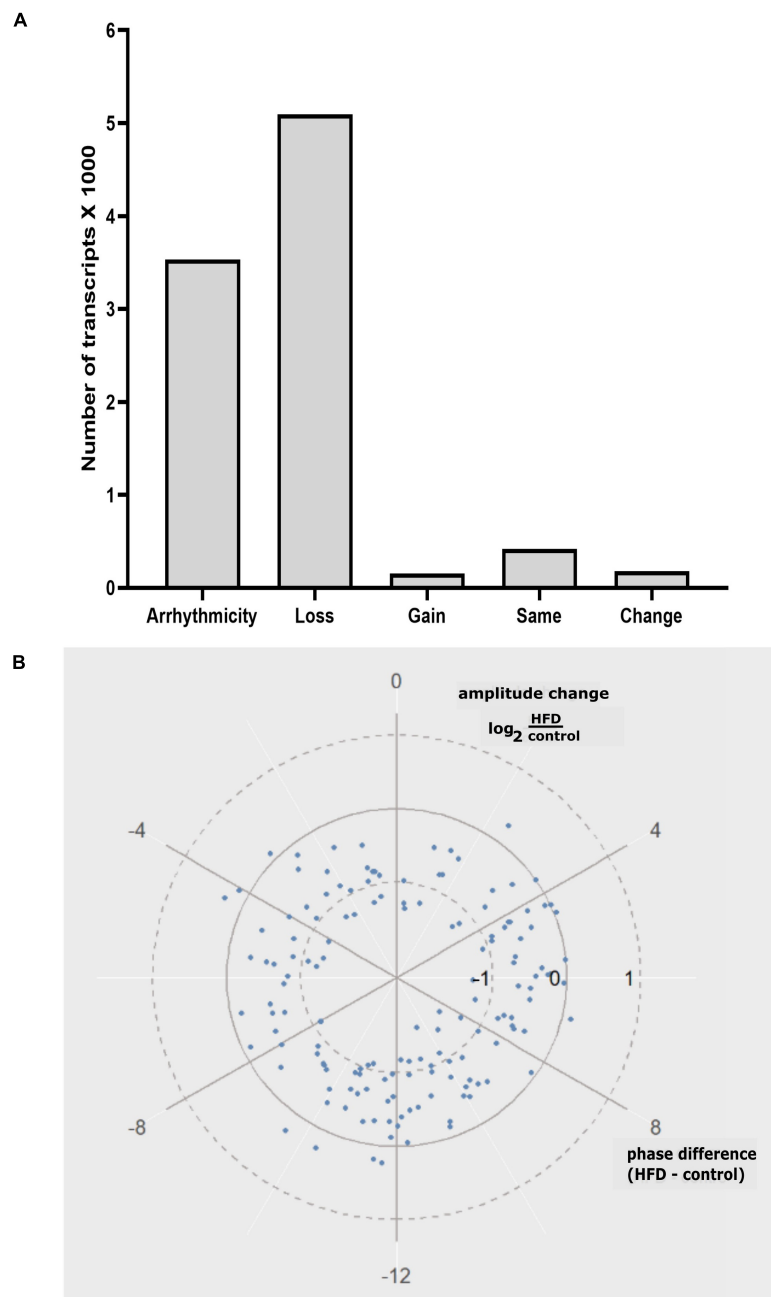 A
Number of transcripts X 1000
6
5
4
3
2
1
0
Arrhythmicity Loss Gain Same Change
B
0
amplitude change
log2 HFD
control
-4
4
-1 0 1
-8
8
phase difference
(HFD - control)
-12